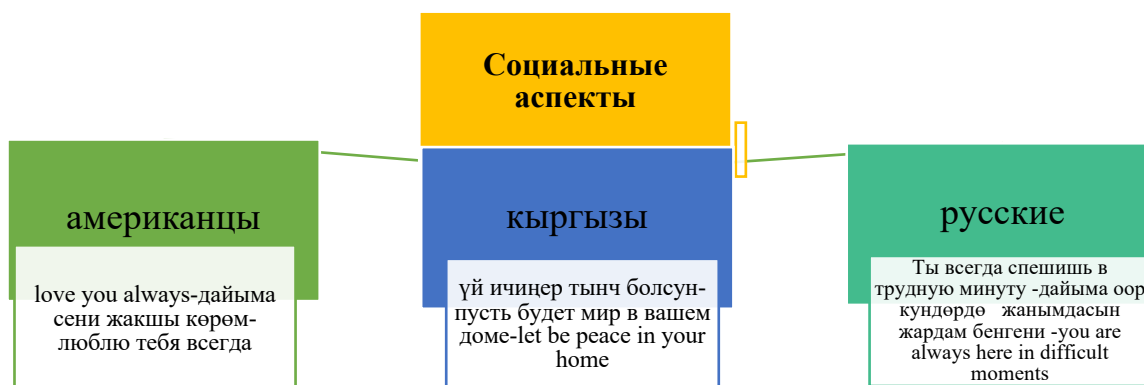 Социальные
аспекты
американцы
love you always-дайыма
сени жакшы көрөм-
люблю тебя всегда
кыргызы
үй ичиңер тынч болсун-
пусть будет мир в вашем
доме-let be peace in your
home
русские
Ты всегда спешишь в
трудную минуту -дайыма оор
кундөрдө жанымдасын
жардам бенгени -you are
always here in difficult
moments